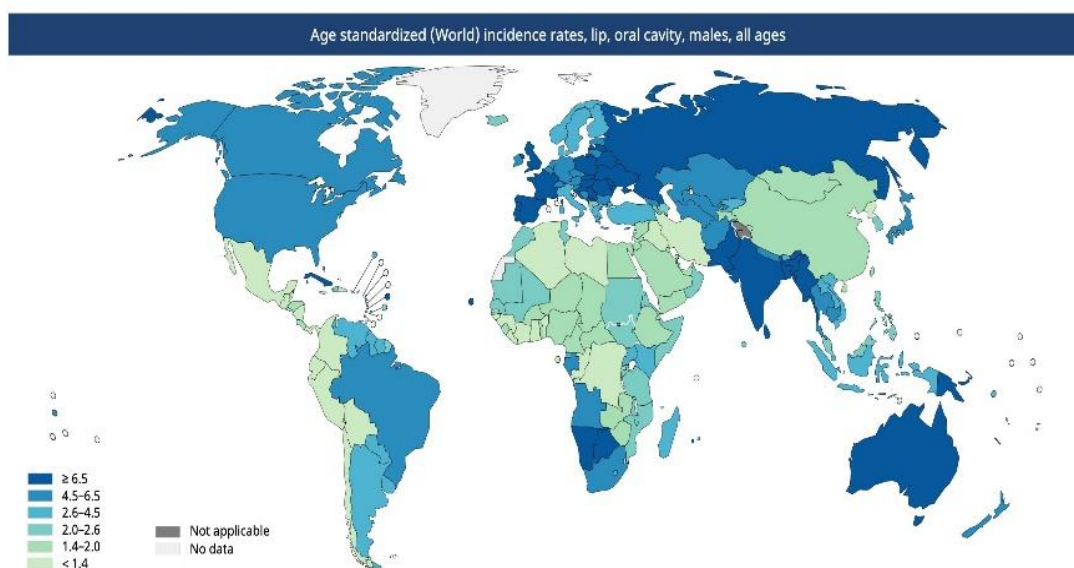 Age standardized (World) incidence rates, lip, oral cavity, males, all ages
≥ 6.5
4.5–6.5
2.6–4.5
2.0–2.6
1.4–2.0
< 1.4
Not applicable
No data